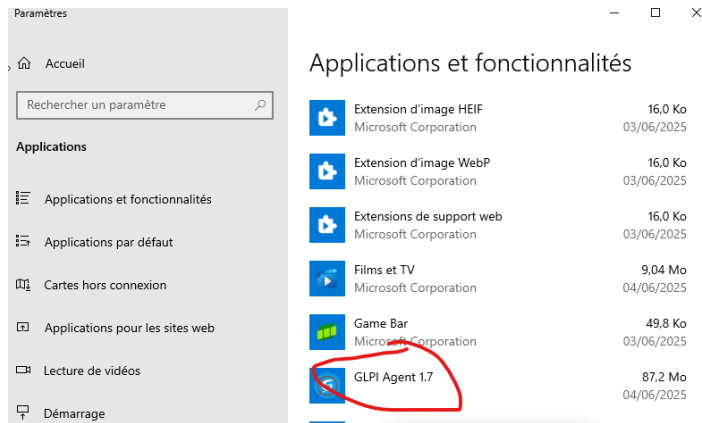 Paramètres
Accueil
Rechercher un paramètre
Applications
Applications et fonctionnalités
Applications par défaut
Cartes hors connexion
Applications pour les sites web
Lecture de vidéos
Démarrage
Applications et fonctionnalités
Extension d'image HEIF 16,0 Ko
Microsoft Corporation 03/06/2025
Extension d'image WebP 16,0 Ko
Microsoft Corporation 03/06/2025
Extensions de support web 16,0 Ko
Microsoft Corporation 03/06/2025
Films et TV 9,04 Mo
Microsoft Corporation 04/06/2025
Game Bar 49,8 Ko
Microsoft Corporation 03/06/2025
GLPI Agent 1.7 87,2 Mo
04/06/2025